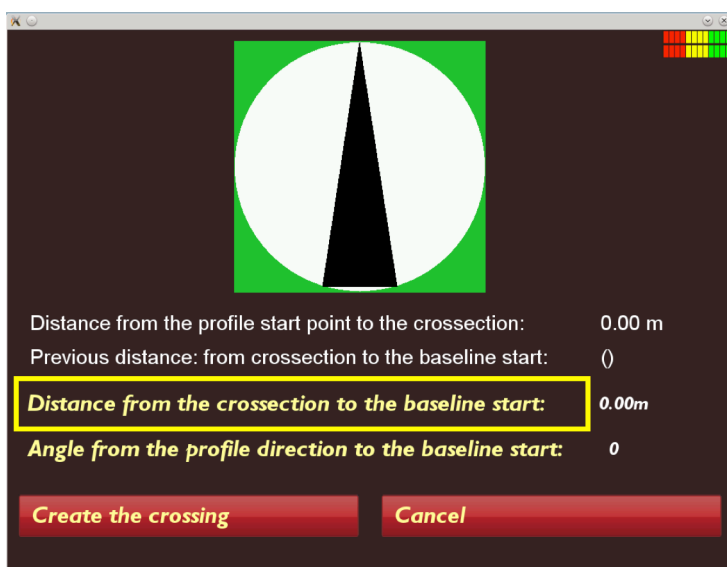 Distance from the profile start point to the crossection: 0.00 m
Previous distance: from crossection to the baseline start: ()
Distance from the crossection to the baseline start: 0.00m
Angle from the profile direction to the baseline start: 0
Create the crossing Cancel